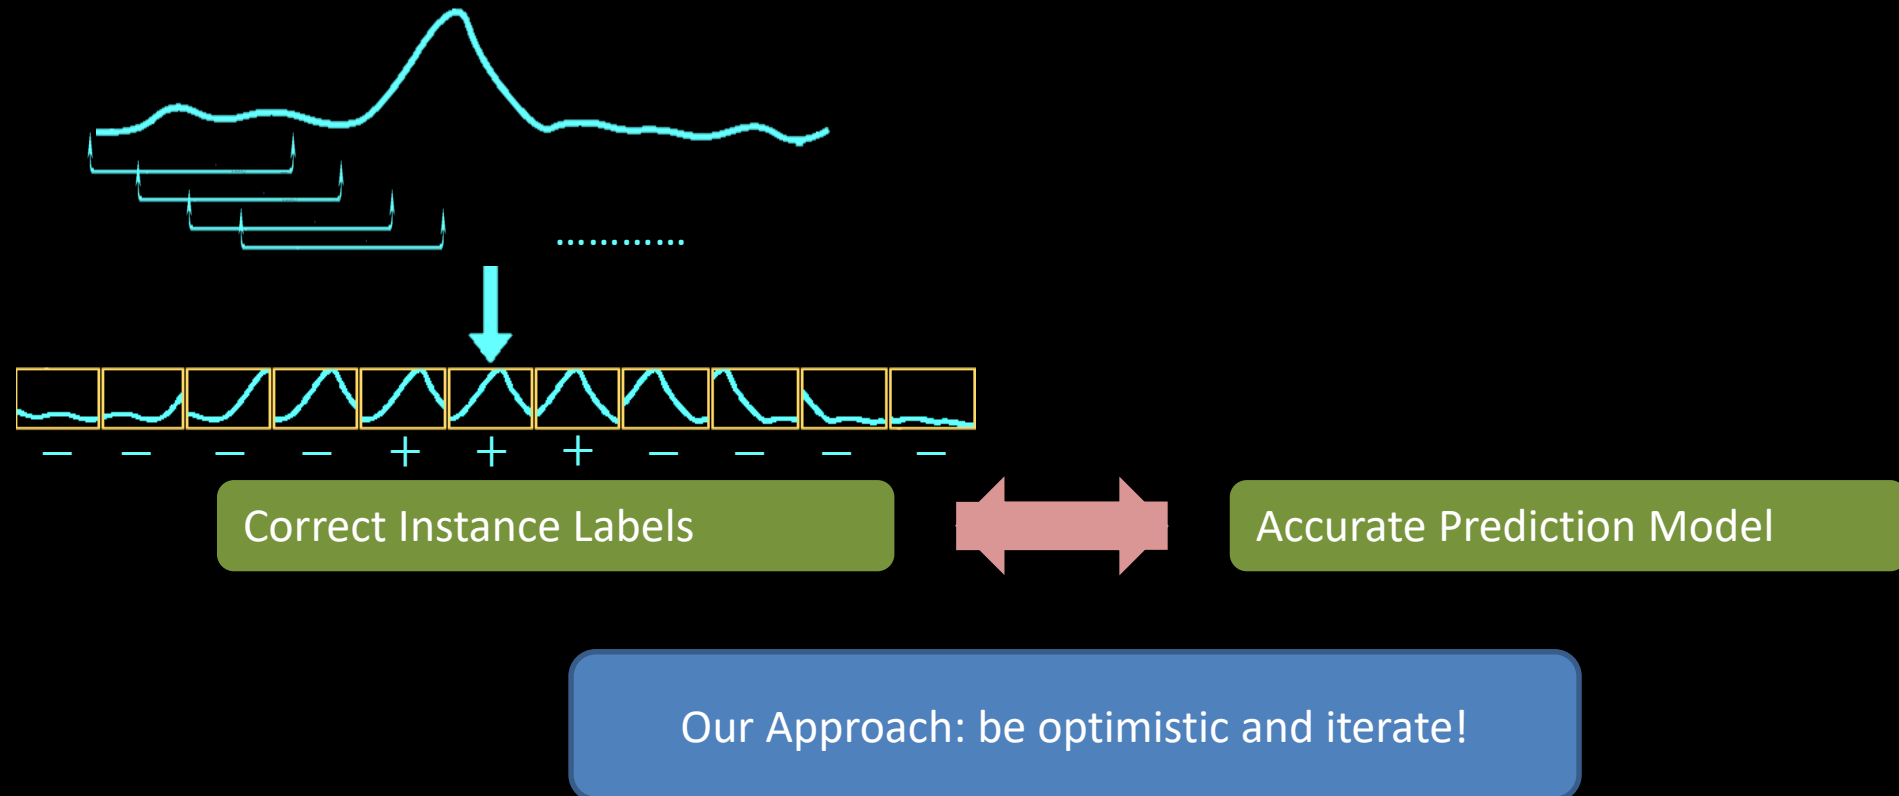 …………
− − − − + + + − − − −
Correct Instance Labels
Accurate Prediction Model
Our Approach: be optimistic and iterate!